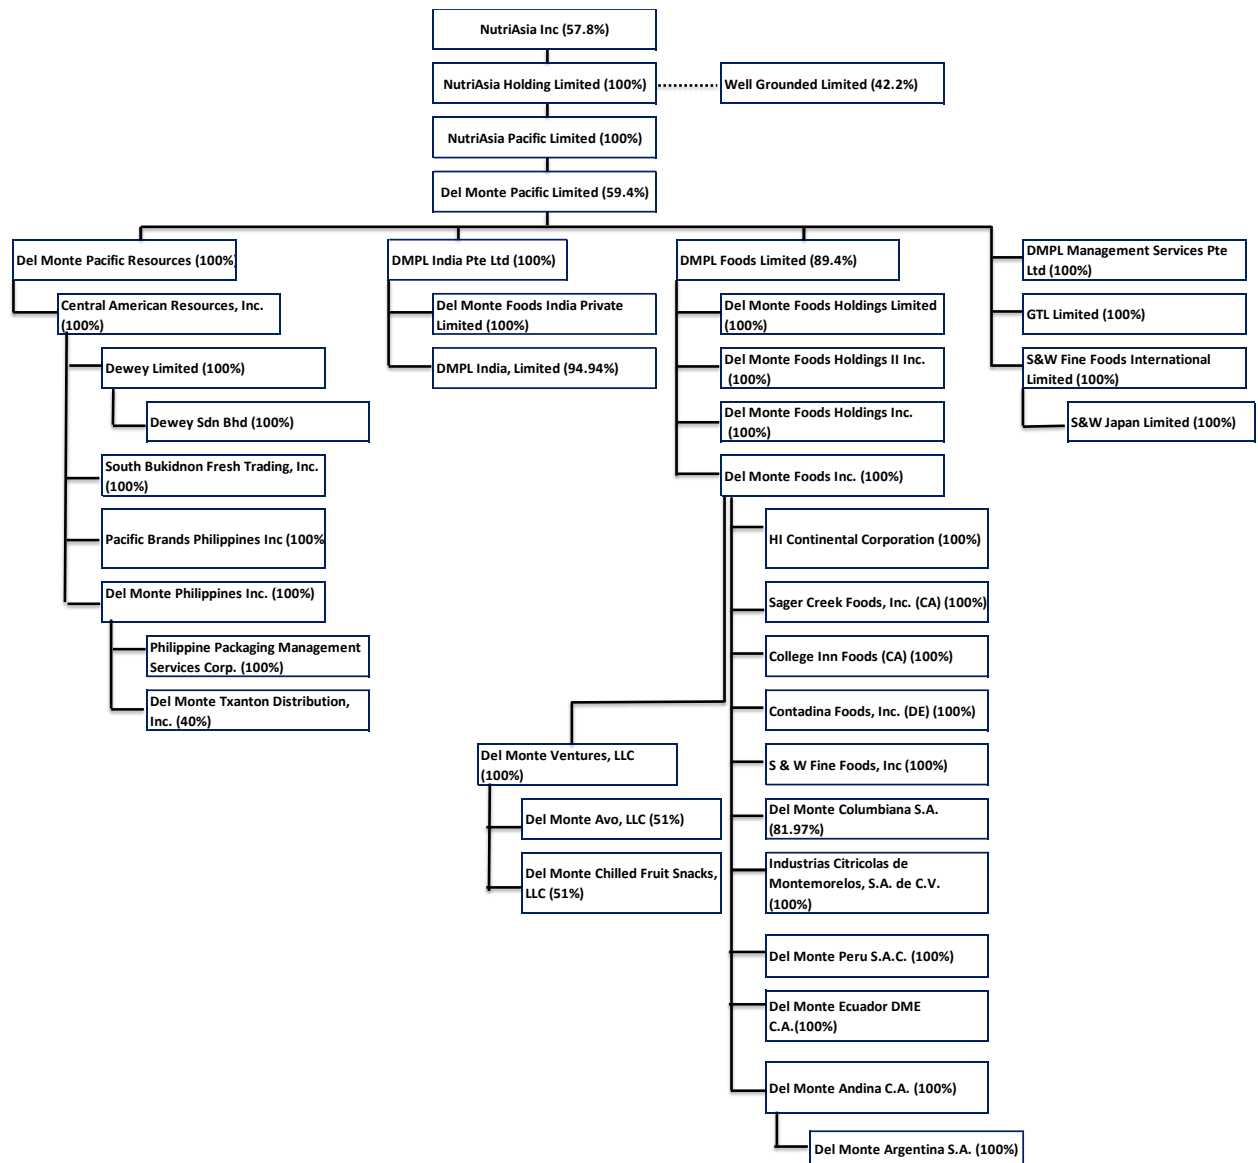 NutriAsia Inc (57.8%)
NutriAsia Holding Limited (100%)
Well Grounded Limited (42.2%)
NutriAsia Pacific Limited (100%)
Del Monte Pacific Limited (59.4%)
Del Monte Pacific Resources (100%)
Central American Resources, Inc.
(100%)
Dewey Limited (100%)
Dewey Sdn Bhd (100%)
South Bukidnon Fresh Trading, Inc.
(100%)
Pacific Brands Philippines Inc (100%
Del Monte Philippines Inc. (100%)
Philippine Packaging Management
Services Corp. (100%)
Del Monte Txanton Distribution,
Inc. (40%)
DMPL India Pte Ltd (100%)
Del Monte Foods India Private
Limited (100%)
DMPL India, Limited (94.94%)
DMPL Foods Limited (89.4%)
Del Monte Foods Holdings Limited
(100%)
Del Monte Foods Holdings II Inc.
(100%)
Del Monte Foods Holdings Inc.
(100%)
Del Monte Foods Inc. (100%)
Del Monte Ventures, LLC
(100%)
Del Monte Avo, LLC (51%)
Del Monte Chilled Fruit Snacks,
LLC (51%)
HI Continental Corporation (100%)
Sager Creek Foods, Inc. (CA) (100%)
College Inn Foods (CA) (100%)
Contadina Foods, Inc. (DE) (100%)
S & W Fine Foods, Inc (100%)
Del Monte Columbiana S.A.
(81.97%)
Industrias Citricolas de
Montemorelos, S.A. de C.V.
(100%)
Del Monte Peru S.A.C. (100%)
Del Monte Ecuador DME
C.A.(100%)
Del Monte Andina C.A. (100%)
Del Monte Argentina S.A. (100%)
DMPL Management Services Pte
Ltd (100%)
GTL Limited (100%)
S&W Fine Foods International
Limited (100%)
S&W Japan Limited (100%)